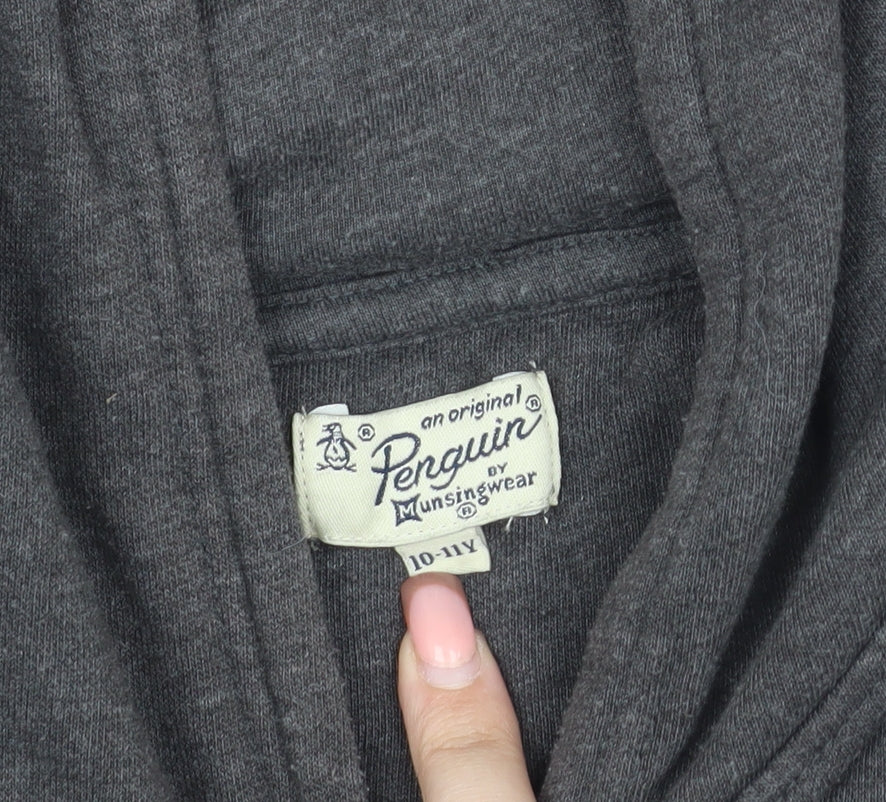 an original ®
® Penguin
BY
Munsingwear
®
10-11Y